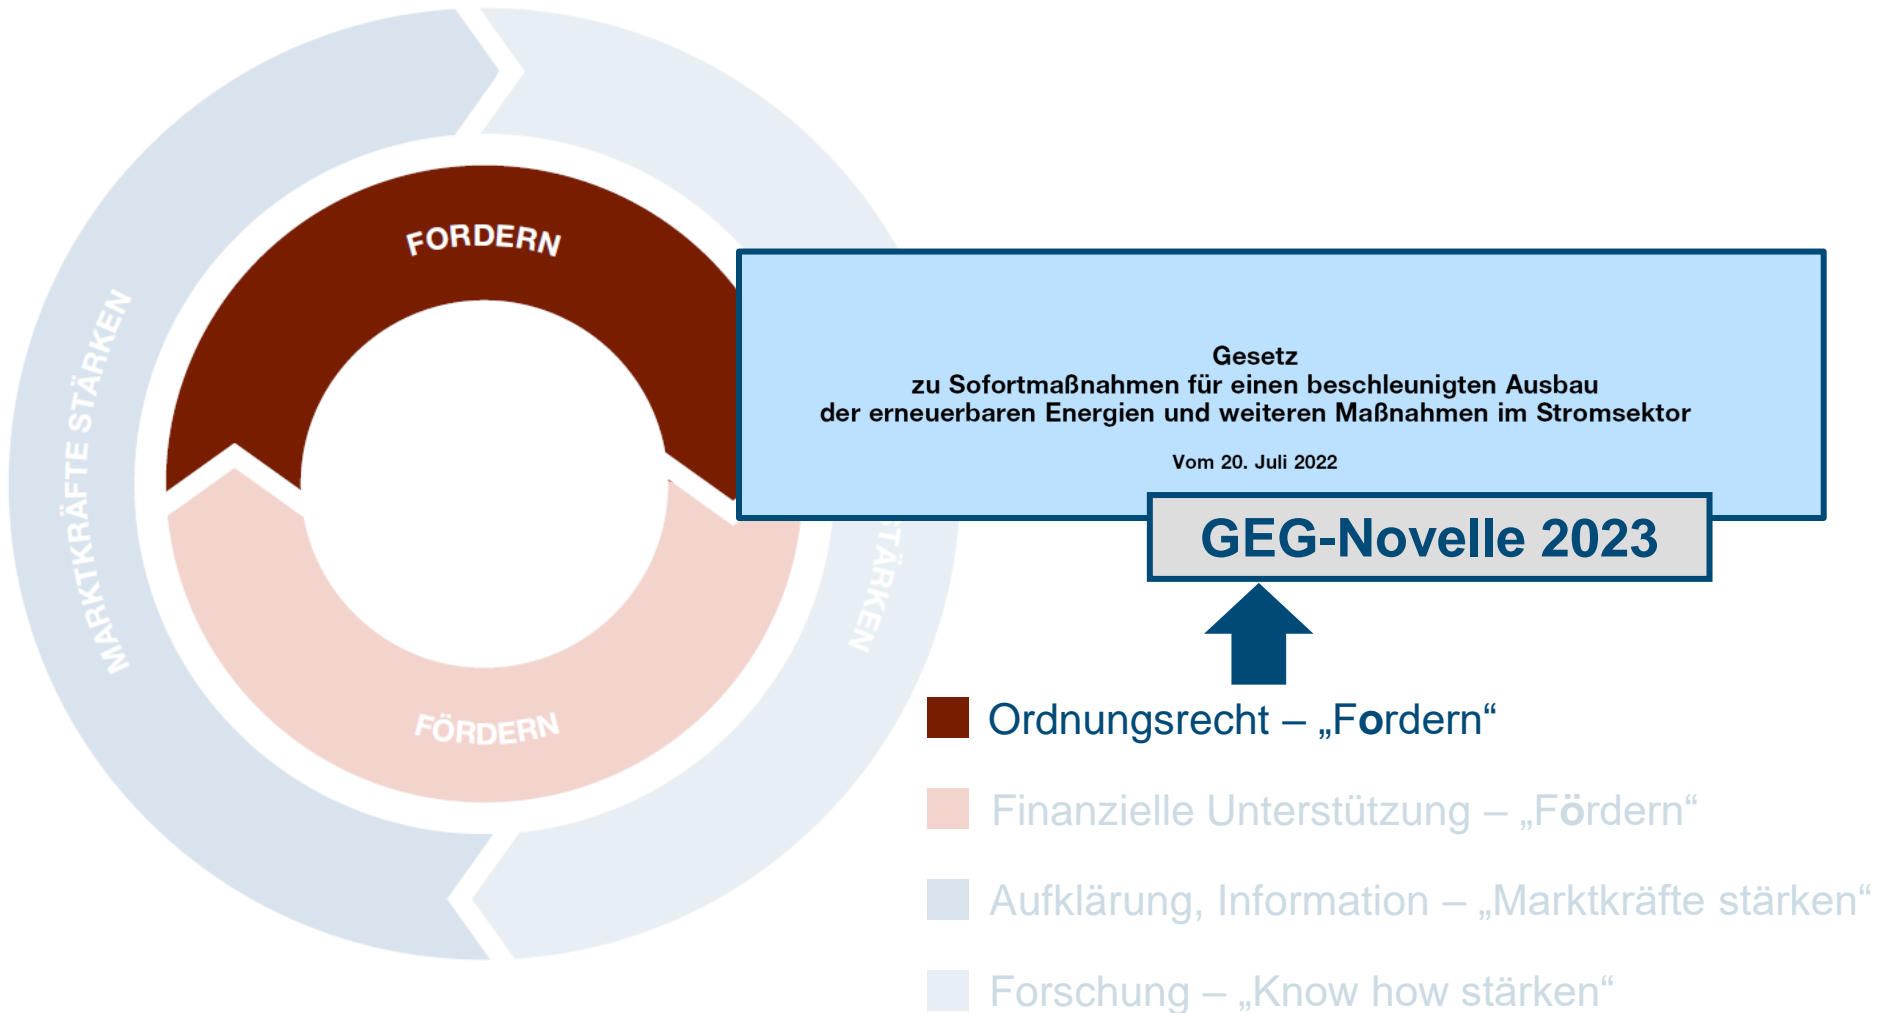 FORDERN
MARKTKRÄFTE STÄRKEN
FÖRDERN
STÄRKEN
Gesetz
zu Sofortmaßnahmen für einen beschleunigten Ausbau
der erneuerbaren Energien und weiteren Maßnahmen im Stromsektor
Vom 20. Juli 2022
GEG-Novelle 2023
Ordnungsrecht – „Fordern“
Finanzielle Unterstützung – „Fördern“
Aufklärung, Information – „Marktkräfte stärken“
Forschung – „Know how stärken“